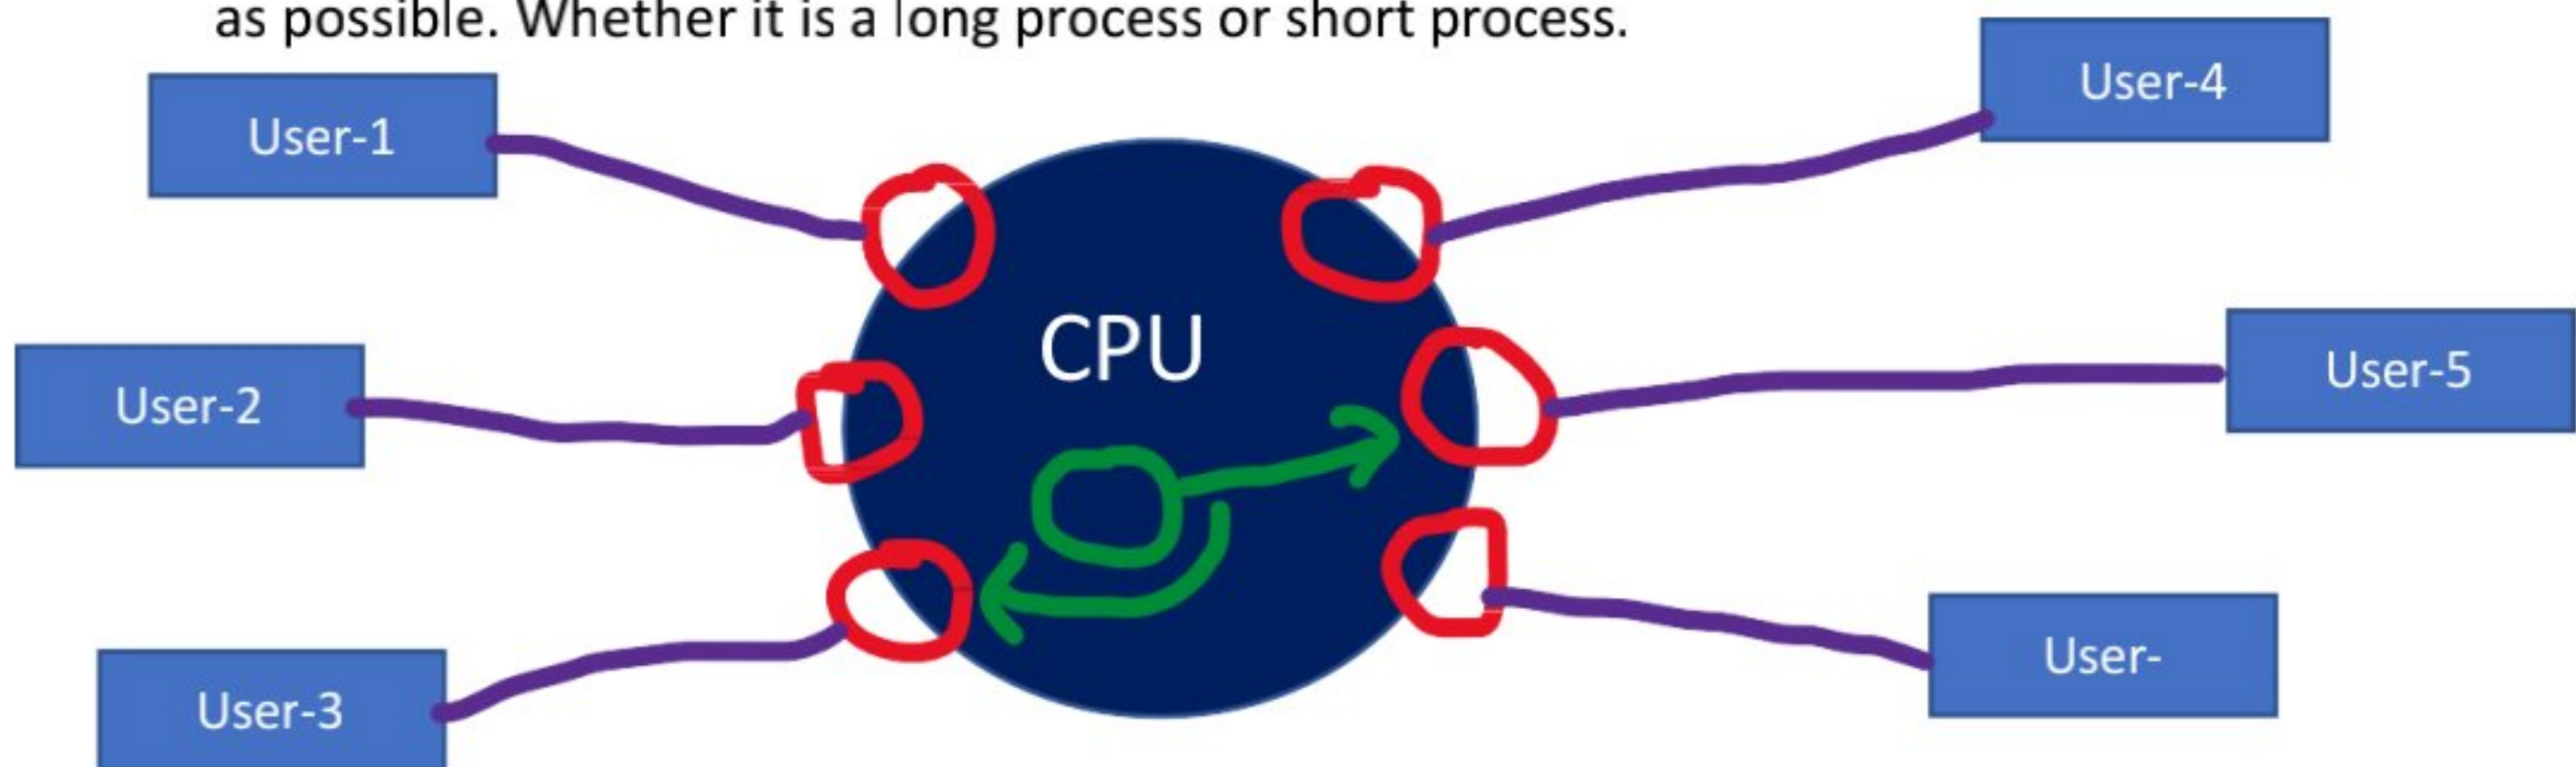 as possible. Whether it is a long process or short process.
User-1
User-4
CPU
User-2
User-5
User-3
User-